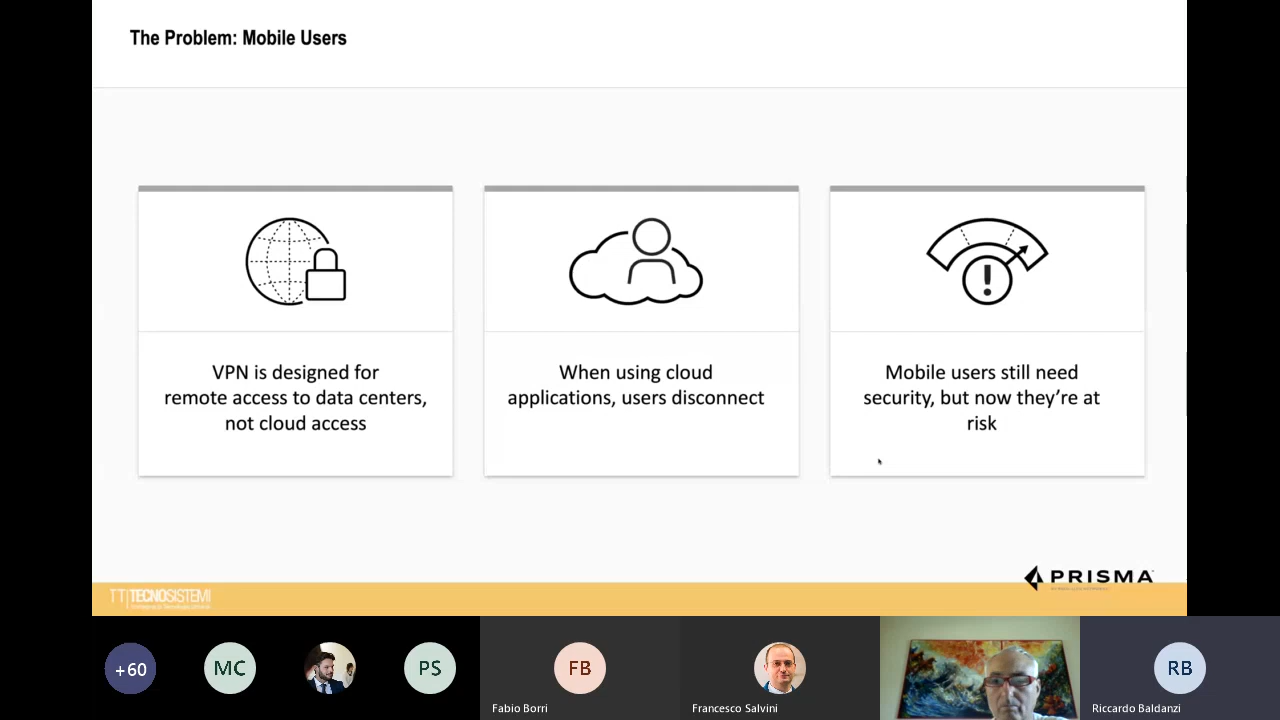 The Problem: Mobile Users
VPN is designed for
remote access to data centers,
not cloud access
When using cloud
applications, users disconnect
Mobile users still need
security, but now they're at
risk
TT TECNOSISTEMI
PRISMA
+60
MC
PS
FB
RB
Fabio Borri
Francesco Salvini
Riccardo Baldanzi